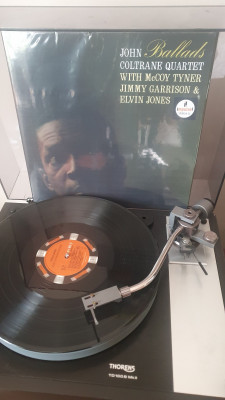 JOHN Ballads
COLTRANE QUARTET
WITH McCOY TYNER
JIMMY GARRISON &
ELVIN JONES
THORENS